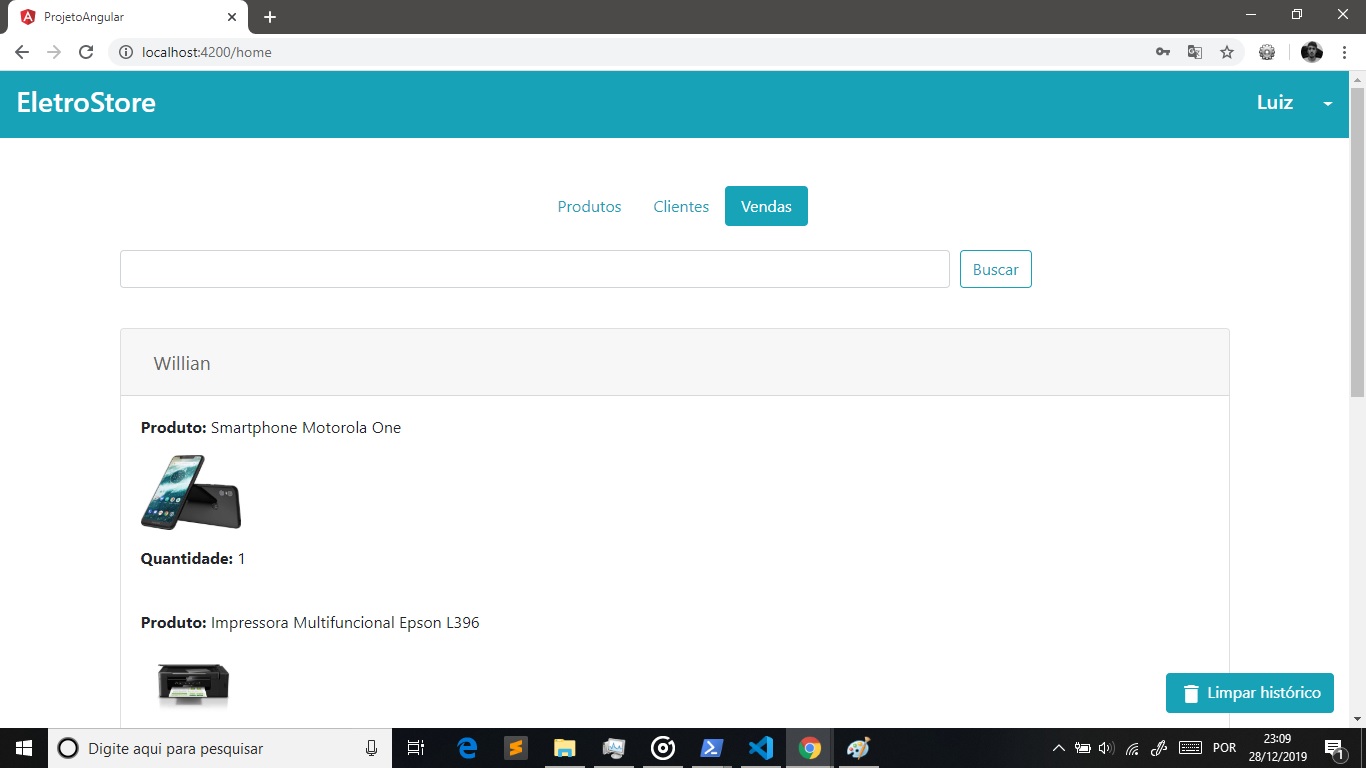 ProjetoAngular
localhost:4200/home
EletroStore
Luiz
Produtos
Clientes
Vendas
Buscar
Willian
Produto: Smartphone Motorola One
Quantidade: 1
Produto: Impressora Multifuncional Epson L396
Limpar histórico
Digite aqui para pesquisar
POR
23:09
28/12/2019
1